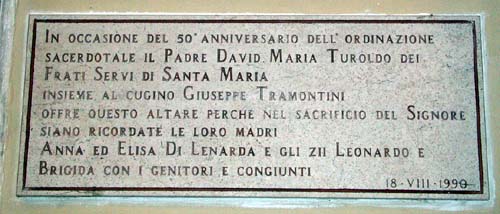 IN OCCASIONE DEL 50° ANNIVERSARIO DELL'ORDINAZIONE
SACERDOTALE IL PADRE DAVID MARIA TUROLDO DEI
FRATI SERVI DI SANTA MARIA
INSIEME AL CUGINO GIUSEPPE TRAMONTINI
OFFRE QUESTO ALTARE PERCHÈ NEL SACRIFICIO DEL SIGNORE
SIANO RICORDATE LE LORO MADRI
ANNA ED ELISA DI LENARDA E GLI ZII LEONARDO E
BRIGIDA CON I GENITORI E CONGIUNTI
18-VIII-1990